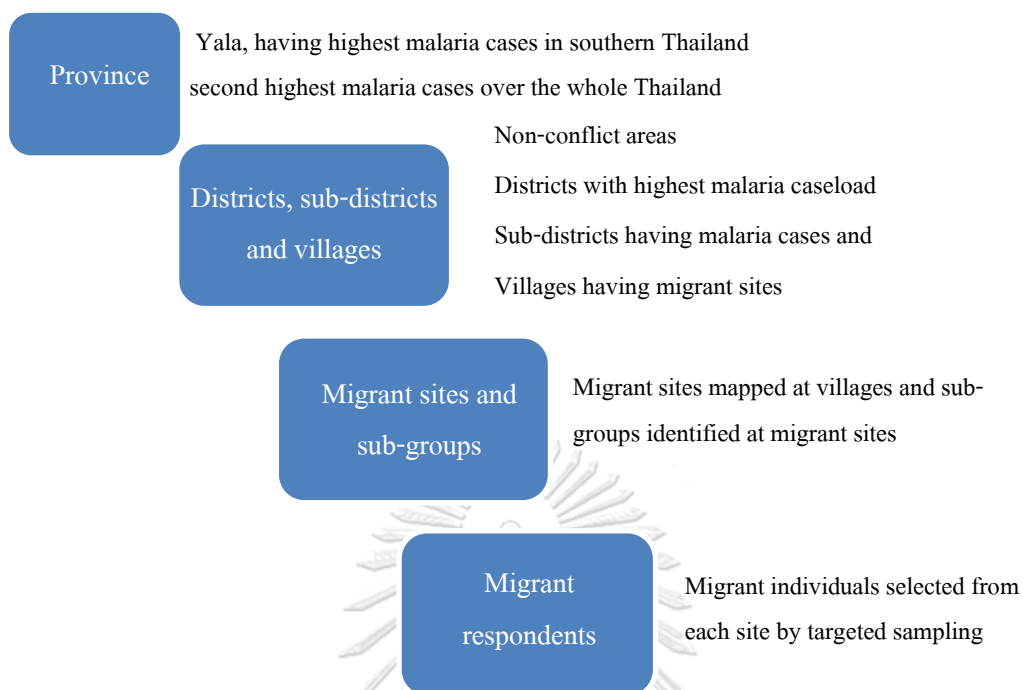 Province
Yala, having highest malaria cases in southern Thailand
second highest malaria cases over the whole Thailand
Districts, sub-districts
and villages
Non-conflict areas
Districts with highest malaria caseload
Sub-districts having malaria cases and
Villages having migrant sites
Migrant sites and
sub-groups
Migrant sites mapped at villages and sub-
groups identified at migrant sites
Migrant
respondents
Migrant individuals selected from
each site by targeted sampling